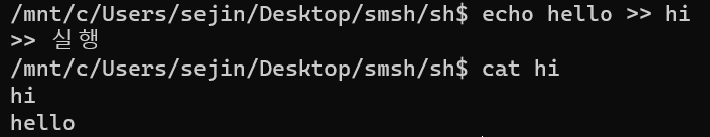 /mnt/c/Users/sejin/Desktop/smsh/sh$ echo hello >> hi
>> 실행
/mnt/c/Users/sejin/Desktop/smsh/sh$ cat hi
hi
hello